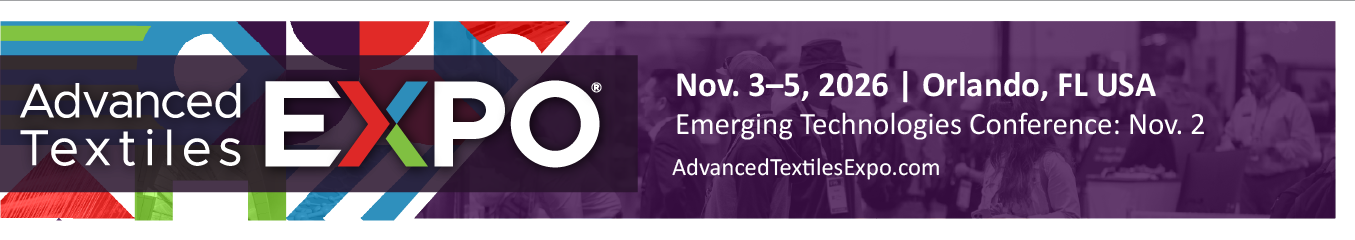 Advanced
Textiles
EXPO®
Nov. 3–5, 2026 | Orlando, FL USA
Emerging Technologies Conference: Nov. 2
AdvancedTextilesExpo.com